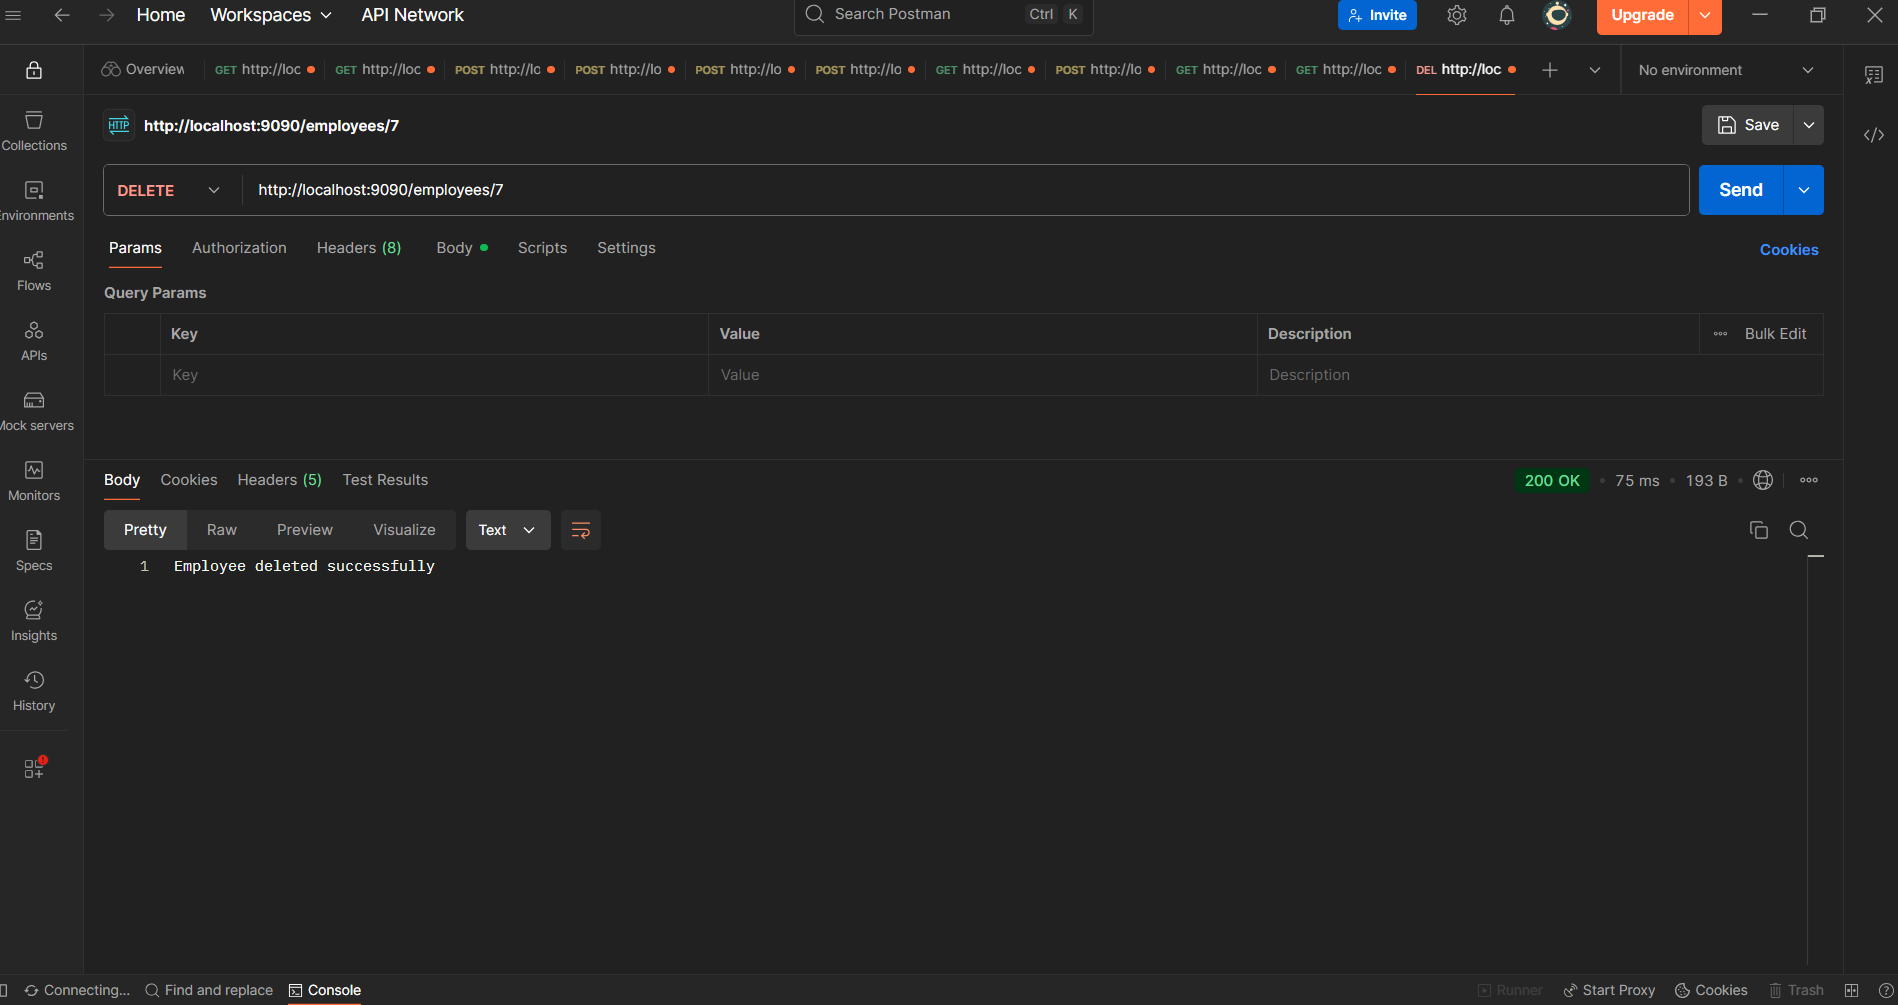 Home Workspaces API Network Search Postman Ctrl K Invite Upgrade
Overview GET http://loc GET http://loc POST http://lo POST http://lo POST http://lo POST http://lo GET http://loc POST http://lo GET http://loc GET http://loc DEL http://loc No environment
HTTP http://localhost:9090/employees/7 Save
DELETE http://localhost:9090/employees/7 Send
Params Authorization Headers (8) Body Scripts Settings Cookies
Query Params
Key Value Description Bulk Edit
Key Value Description
Body Cookies Headers (5) Test Results 200 OK 75 ms 193 B
Pretty Raw Preview Visualize Text
1 Employee deleted successfully
Collections
nvironments
Flows
APIs
Mock servers
Monitors
Specs
Insights
History
Connecting... Find and replace Console Runner Start Proxy Cookies Trash